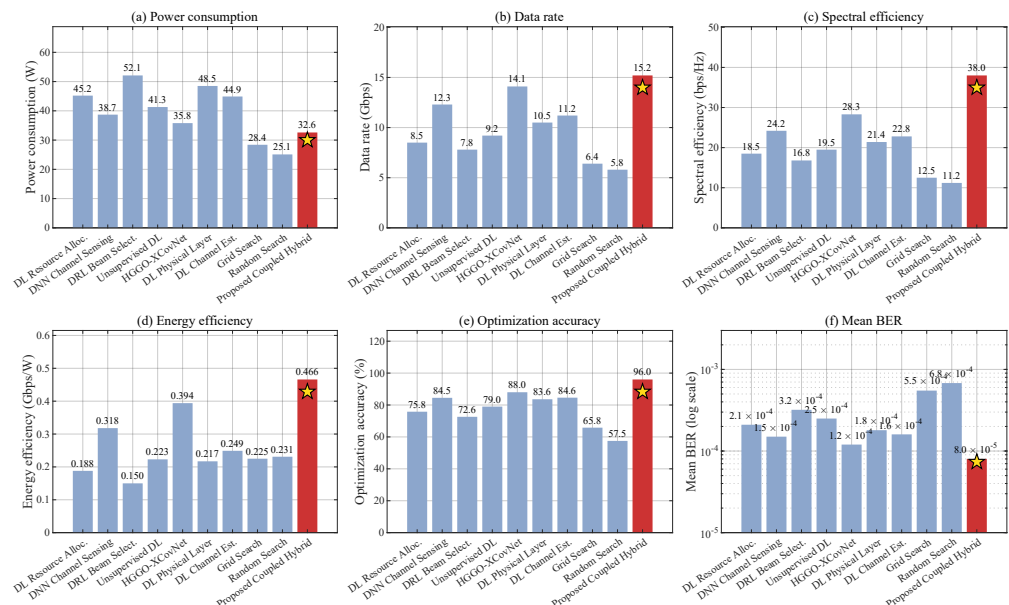 (a) Power consumption
Power consumption (W)
60
50
40
30
20
10
0
45.2
38.7
52.1
41.3
35.8
48.5
44.9
28.4
25.1
32.6
DL Resource Alloc.
DNN Channel Sensing
DRL Beam Select.
Unsupervised DL
HGGO-XCovNet
DL Physical Layer
DL Channel Est.
Grid Search
Random Search
Proposed Coupled Hybrid
(b) Data rate
Data rate (Gbps)
20
15
10
5
0
8.5
12.3
7.8
9.2
14.1
10.5
11.2
6.4
5.8
15.2
DL Resource Alloc.
DNN Channel Sensing
DRL Beam Select.
Unsupervised DL
HGGO-XCovNet
DL Physical Layer
DL Channel Est.
Grid Search
Random Search
Proposed Coupled Hybrid
(c) Spectral efficiency
Spectral efficiency (bps/Hz)
50
40
30
20
10
0
18.5
24.2
16.8
19.5
28.3
21.4
22.8
12.5
11.2
38.0
DL Resource Alloc.
DNN Channel Sensing
DRL Beam Select.
Unsupervised DL
HGGO-XCovNet
DL Physical Layer
DL Channel Est.
Grid Search
Random Search
Proposed Coupled Hybrid
(d) Energy efficiency
Energy efficiency (Gbps/W)
0.6
0.5
0.4
0.3
0.2
0.1
0
0.188
0.318
0.150
0.223
0.394
0.217
0.249
0.225
0.231
0.466
DL Resource Alloc.
DNN Channel Sensing
DRL Beam Select.
Unsupervised DL
HGGO-XCovNet
DL Physical Layer
DL Channel Est.
Grid Search
Random Search
Proposed Coupled Hybrid
(e) Optimization accuracy
Optimization accuracy (%)
120
100
80
60
40
20
0
75.8
84.5
72.6
79.0
88.0
83.6
84.6
65.8
57.5
96.0
DL Resource Alloc.
DNN Channel Sensing
DRL Beam Select.
Unsupervised DL
HGGO-XCovNet
DL Physical Layer
DL Channel Est.
Grid Search
Random Search
Proposed Coupled Hybrid
(f) Mean BER
Mean BER (log scale)
10⁻³
10⁻⁴
10⁻⁵
2.1 × 10⁻⁴
1.5 × 10⁻⁴
3.2 × 10⁻⁴
2.5 × 10⁻⁴
1.2 × 10⁻⁴
1.8 × 10⁻⁴
1.6 × 10⁻⁴
5.5 × 10⁻⁴
6.8 × 10⁻⁴
8.0 × 10⁻⁵
DL Resource Alloc.
DNN Channel Sensing
DRL Beam Select.
Unsupervised DL
HGGO-XCovNet
DL Physical Layer
DL Channel Est.
Grid Search
Random Search
Proposed Coupled Hybrid